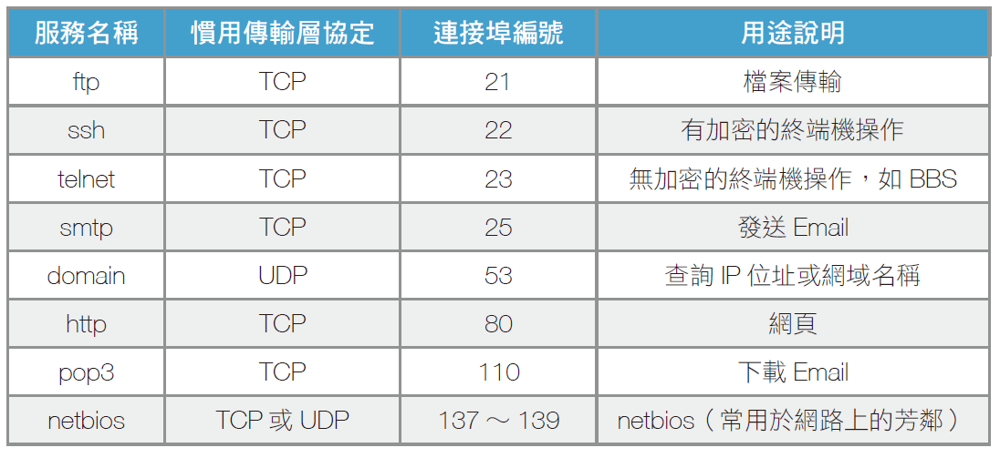 服務名稱 慣用傳輸層協定 連接埠編號 用途說明
ftp TCP 21 檔案傳輸
ssh TCP 22 有加密的終端機操作
telnet TCP 23 無加密的終端機操作，如 BBS
smtp TCP 25 發送 Email
domain UDP 53 查詢 IP 位址或網域名稱
http TCP 80 網頁
pop3 TCP 110 下載 Email
netbios TCP 或 UDP 137 ～ 139 netbios（常用於網路上的芳鄰）